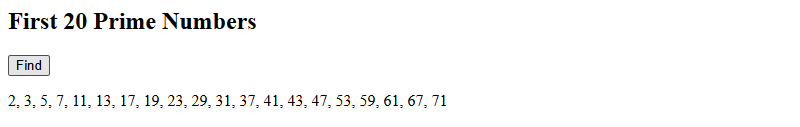 First 20 Prime Numbers
Find
2, 3, 5, 7, 11, 13, 17, 19, 23, 29, 31, 37, 41, 43, 47, 53, 59, 61, 67, 71